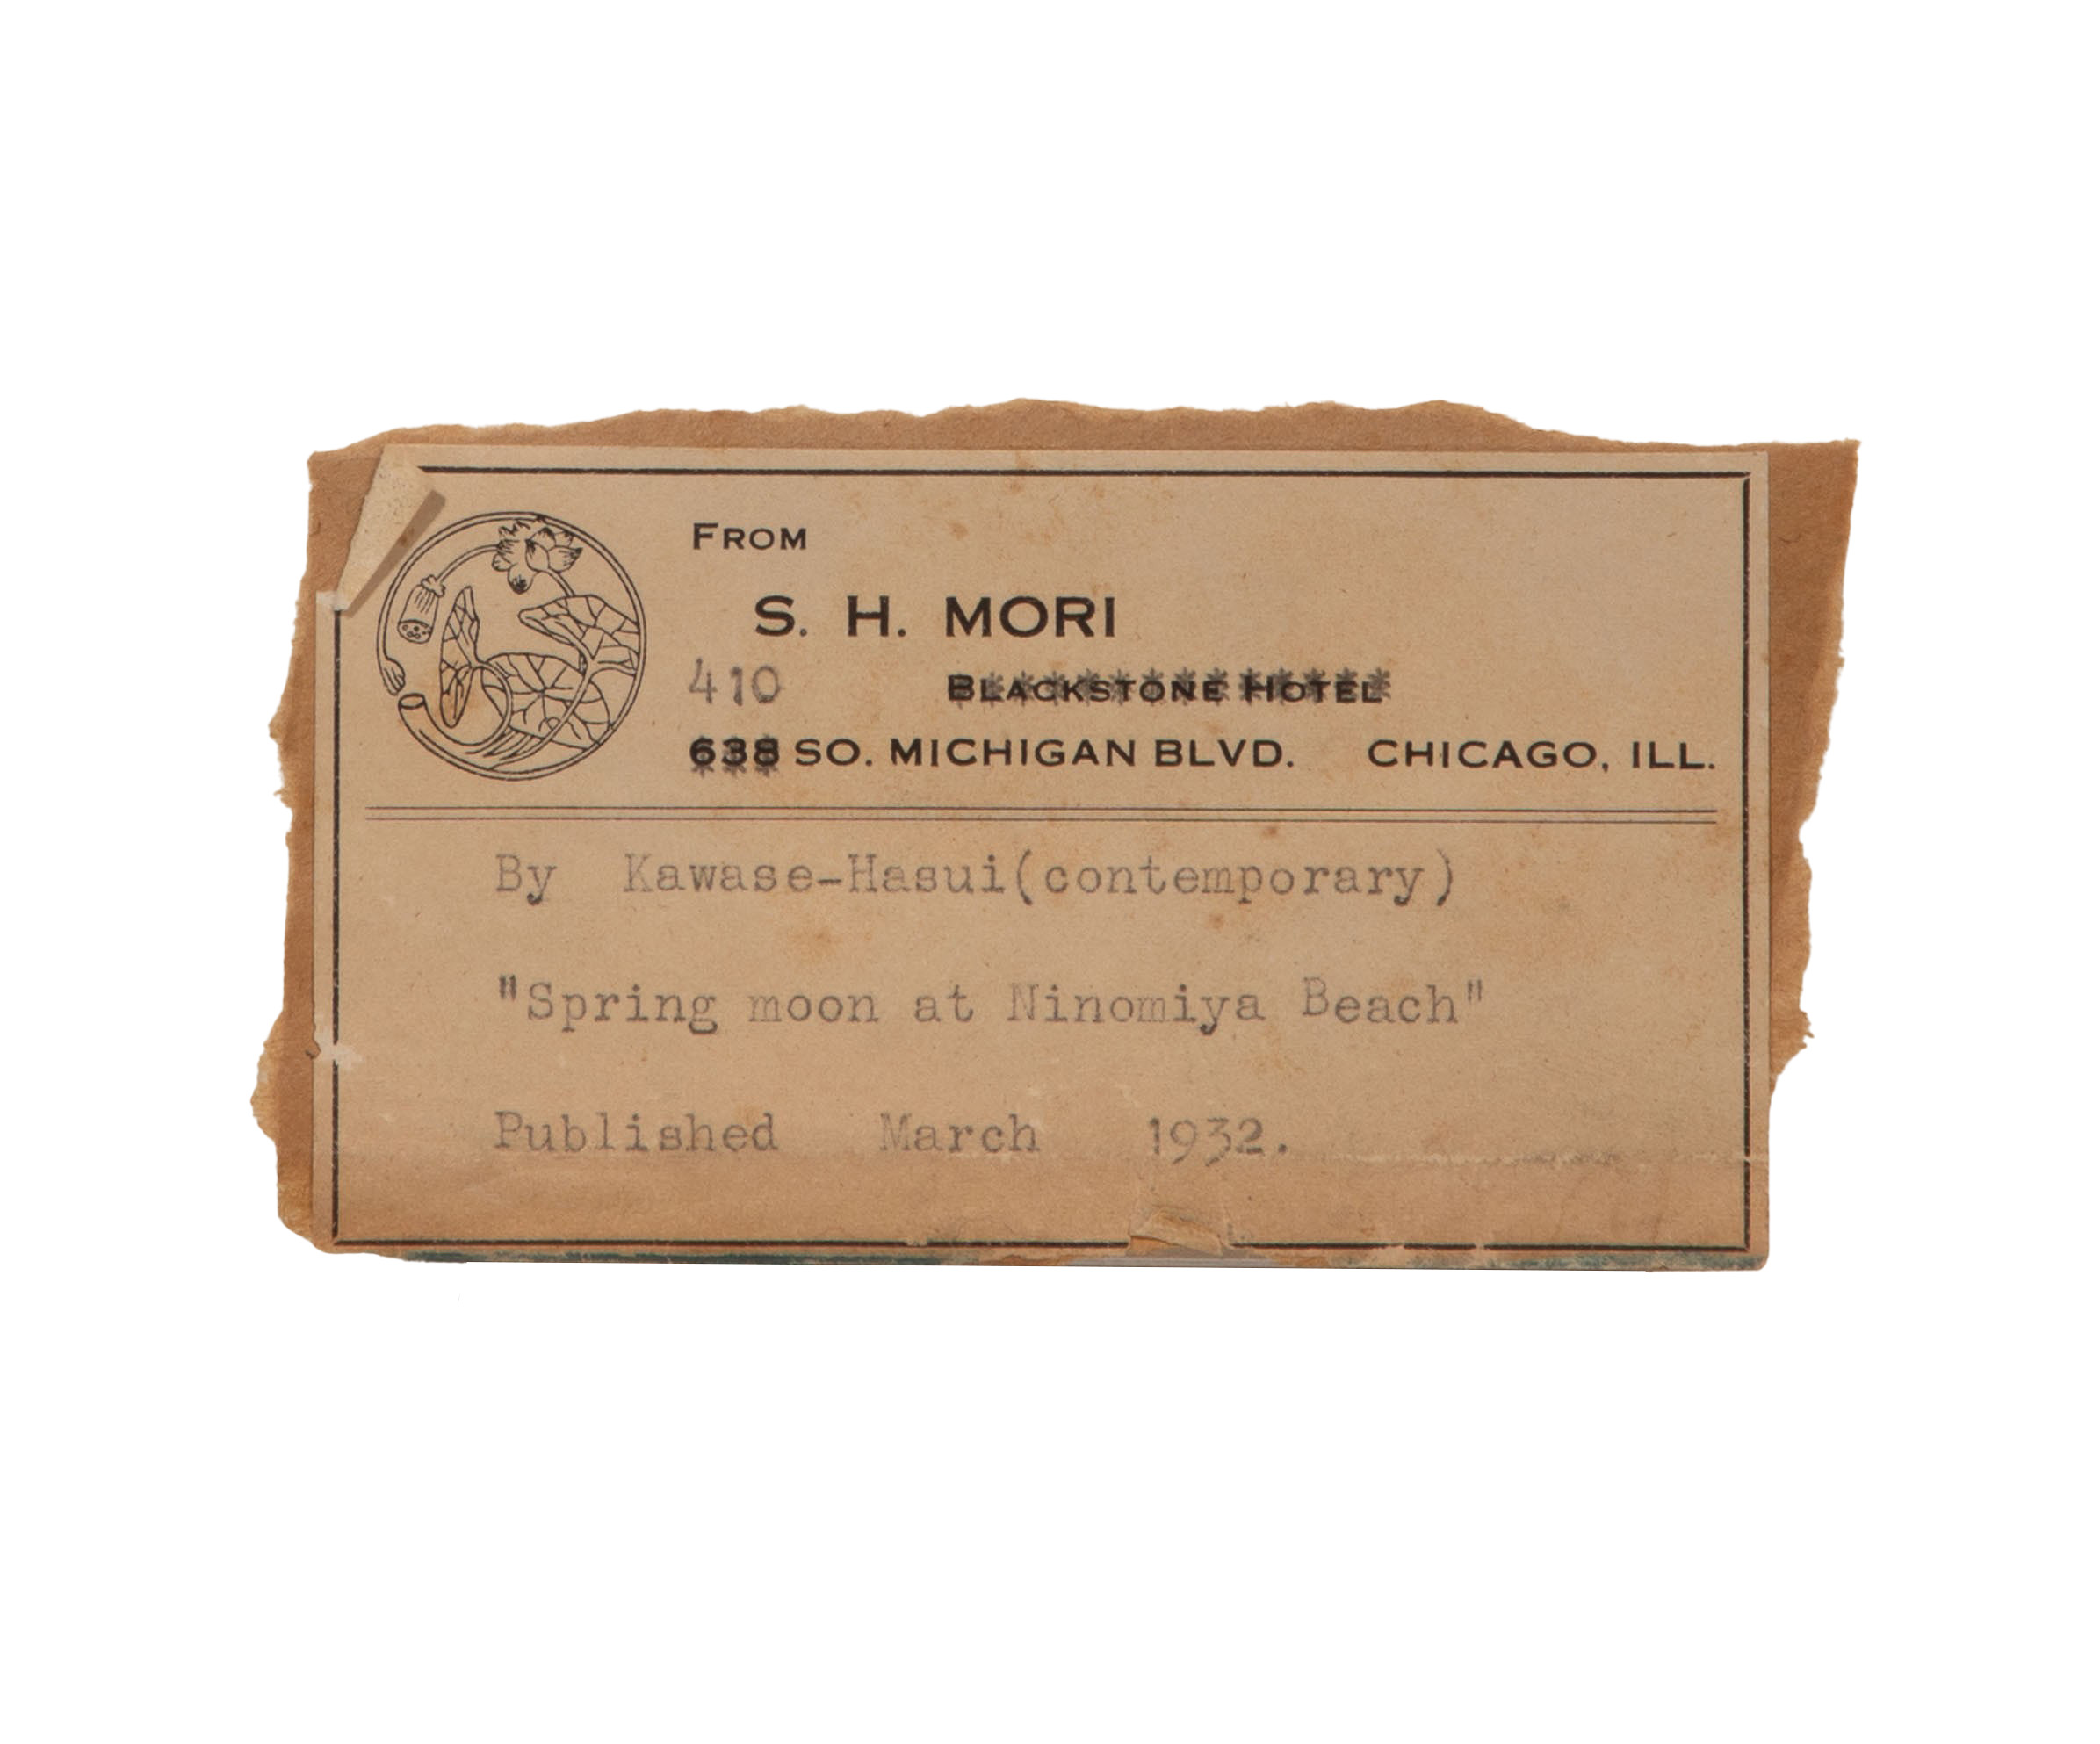 FROM
S. H. MORI
410 BLACKSTONE HOTEL
638 SO. MICHIGAN BLVD. CHICAGO, ILL.
By Kawase-Hasui(contemporary)
"Spring moon at Ninomiya Beach"
Published March 1932.